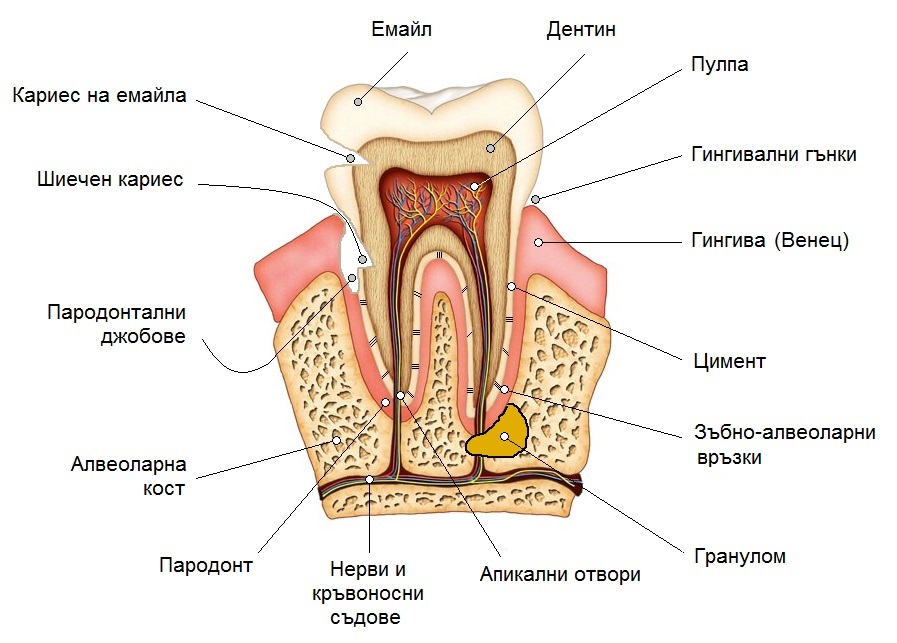 Емайл
Дентин
Пулпа
Кариес на емайла
Гингивални гънки
Шиечен кариес
Гингива (Венец)
Пародонтални
джобове
Цимент
Зъбно-алвеоларни
връзки
Алвеоларна
кост
Гранулом
Пародонт
Нерви и
кръвоносни
съдове
Апикални отвори